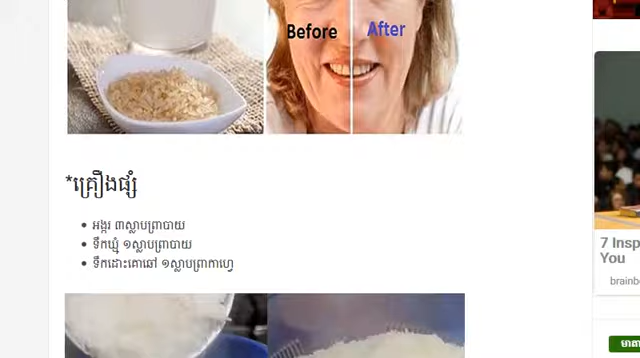 Before
After
*គ្រឿងផ្សំ
អង្ករ ៣ស្លាបព្រាបាយ
ទឹកឃ្មុំ ១ស្លាបព្រាបាយ
ទឹកដោះគោឆៅ ១ស្លាបព្រាកាហ្វេ
7 Insp
You
brainb